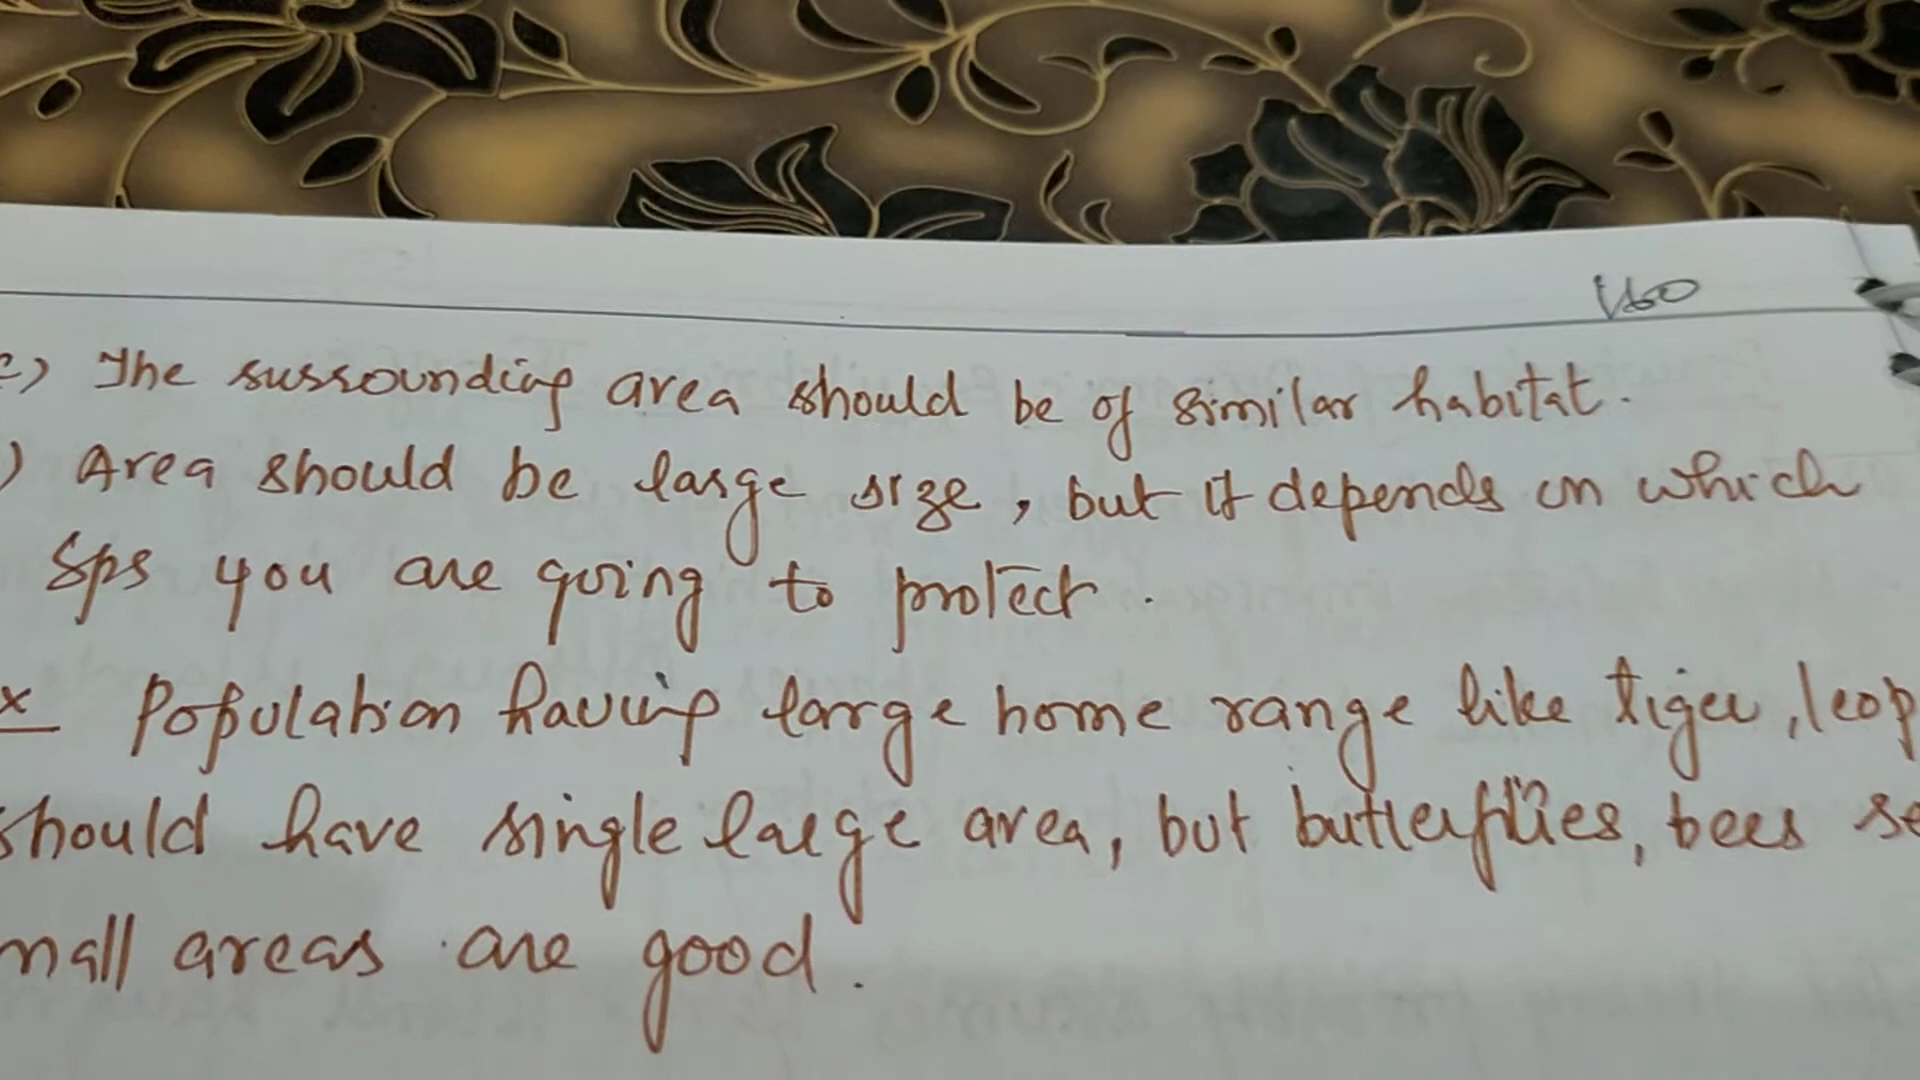 The surrounding area should be of similar habitat.
) Area should be large size, but it depends on which
Sps you are going to protect.
x Population having large home range like tiger, leop
should have single large area, but butterflies, bees se
mall areas are good.